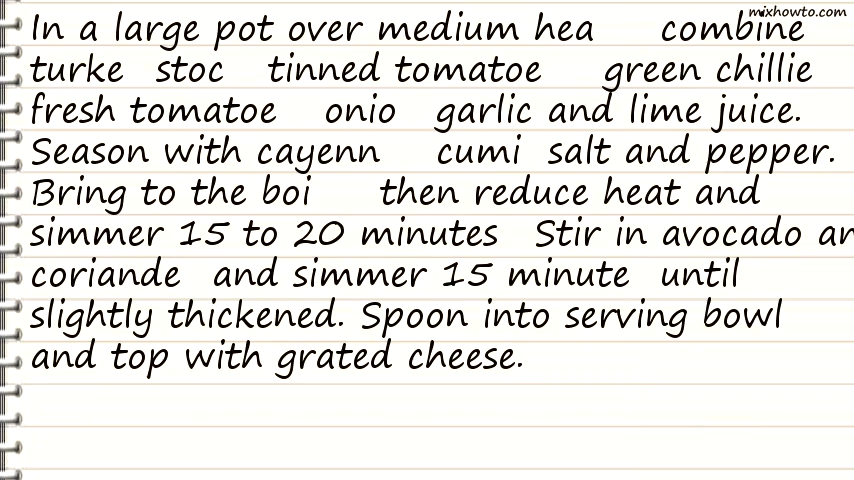 mixhowto.com
In a large pot over medium hea combine
turke stoc tinned tomatoe green chillie
fresh tomatoe onio garlic and lime juice.
Season with cayenn cumi salt and pepper.
Bring to the boi then reduce heat and
simmer 15 to 20 minutes Stir in avocado an
coriande and simmer 15 minute until
slightly thickened. Spoon into serving bowl
and top with grated cheese.